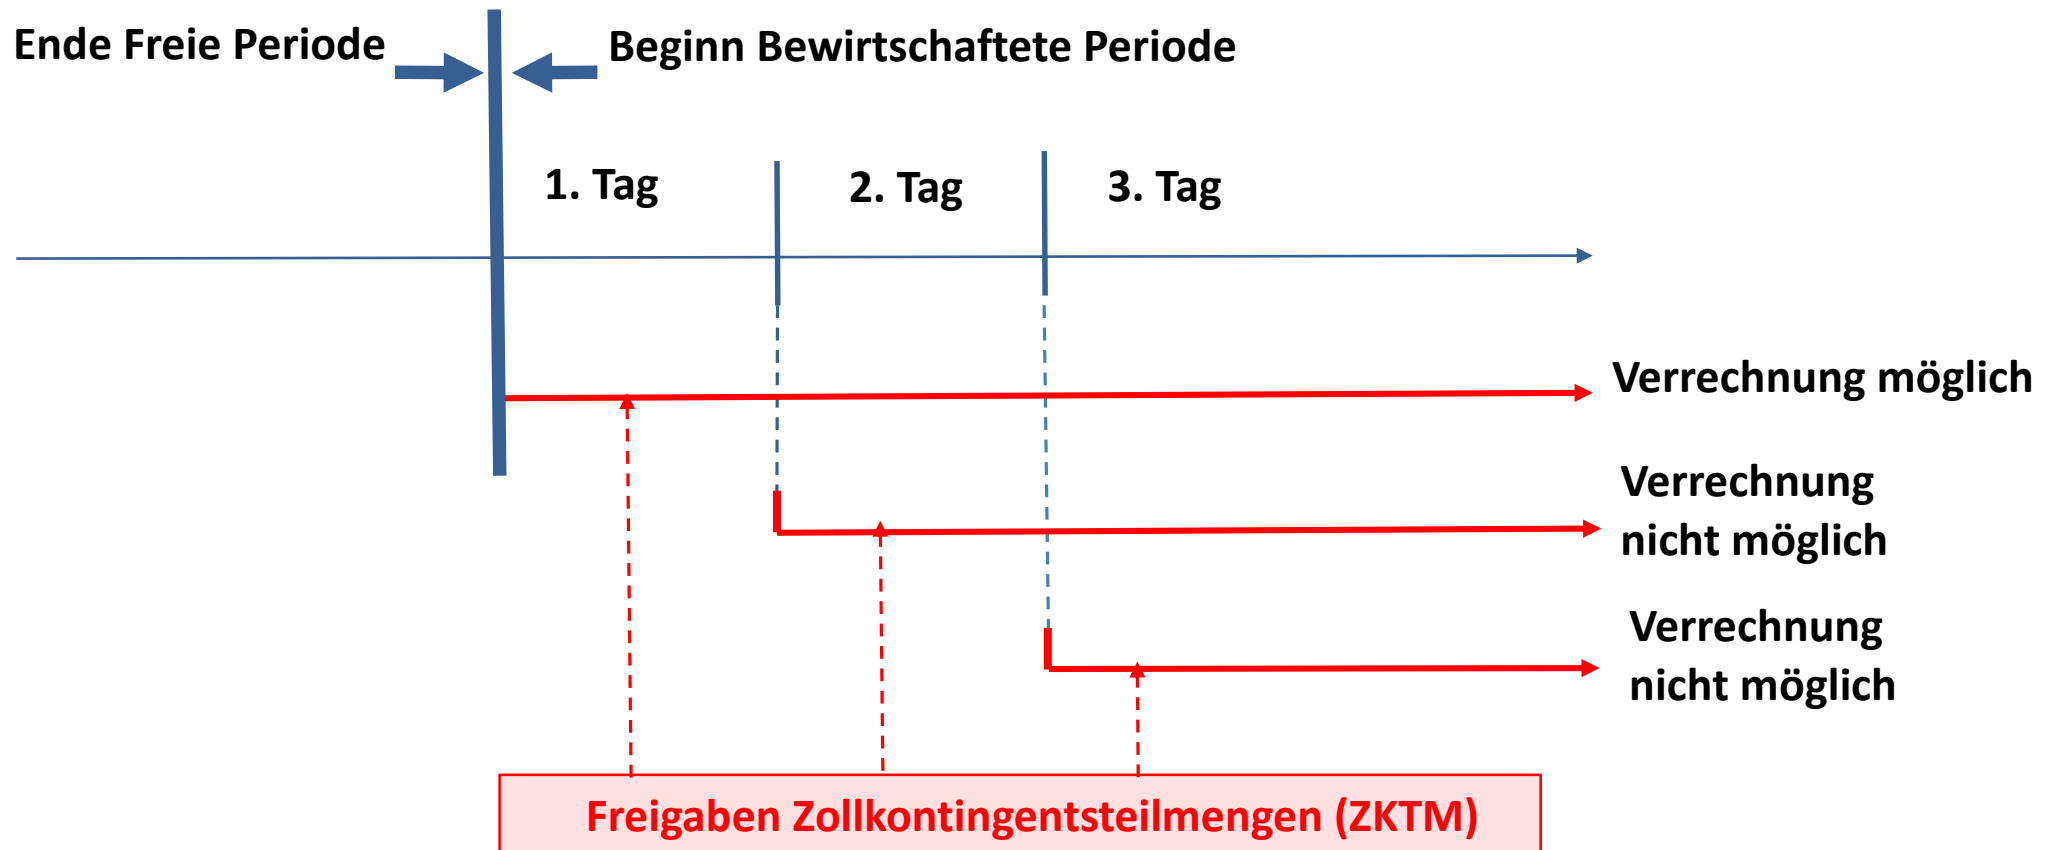 Ende Freie Periode
Beginn Bewirtschaftete Periode
1. Tag
2. Tag
3. Tag
Verrechnung möglich
Verrechnung
nicht möglich
Verrechnung
nicht möglich
Freigaben Zollkontingentsteilmengen (ZKTM)